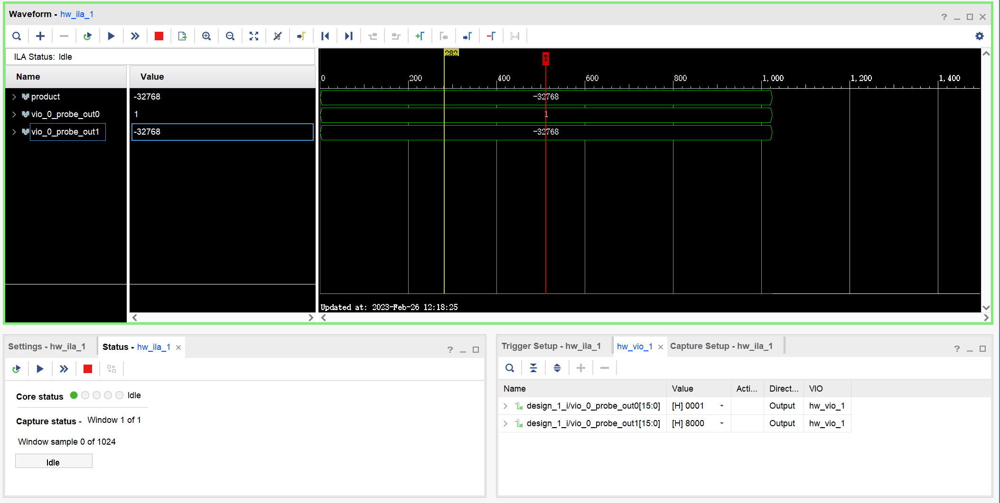 Waveform - hw_ila_1
ILA Status: Idle
Name Value
282
T
0 200 400 600 800 1,000 1,200 1,400
product -32768 -32768
vio_0_probe_out0 1 1
vio_0_probe_out1 -32768 -32768
Updated at: 2023-Feb-26 12:18:25
Settings - hw_ila_1 Status - hw_ila_1
Core status Idle
Capture status - Window 1 of 1
Window sample 0 of 1024
Idle
Trigger Setup - hw_ila_1 hw_vio_1 Capture Setup - hw_ila_1
Name Value Acti... Direct... VIO
design_1_i/vio_0_probe_out0[15:0] [H] 0001 Output hw_vio_1
design_1_i/vio_0_probe_out1[15:0] [H] 8000 Output hw_vio_1